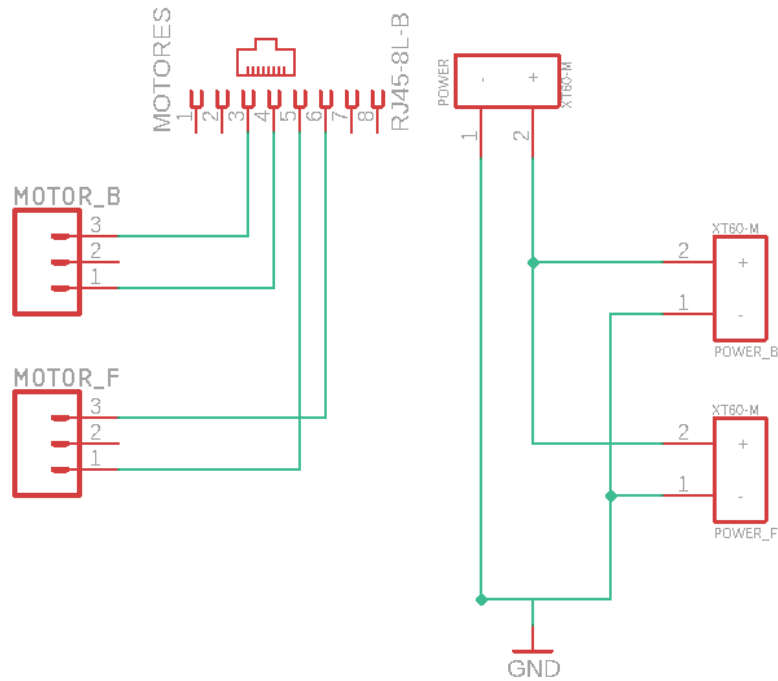 MOTORES
1 2 3 4 5 6 7 8
RJ45-8L-B
POWER
- +
XT60-M
1 2
MOTOR_B
3
2
1
XT60-M
2 +
1 -
POWER_B
MOTOR_F
3
2
1
XT60-M
2 +
1 -
POWER_F
GND